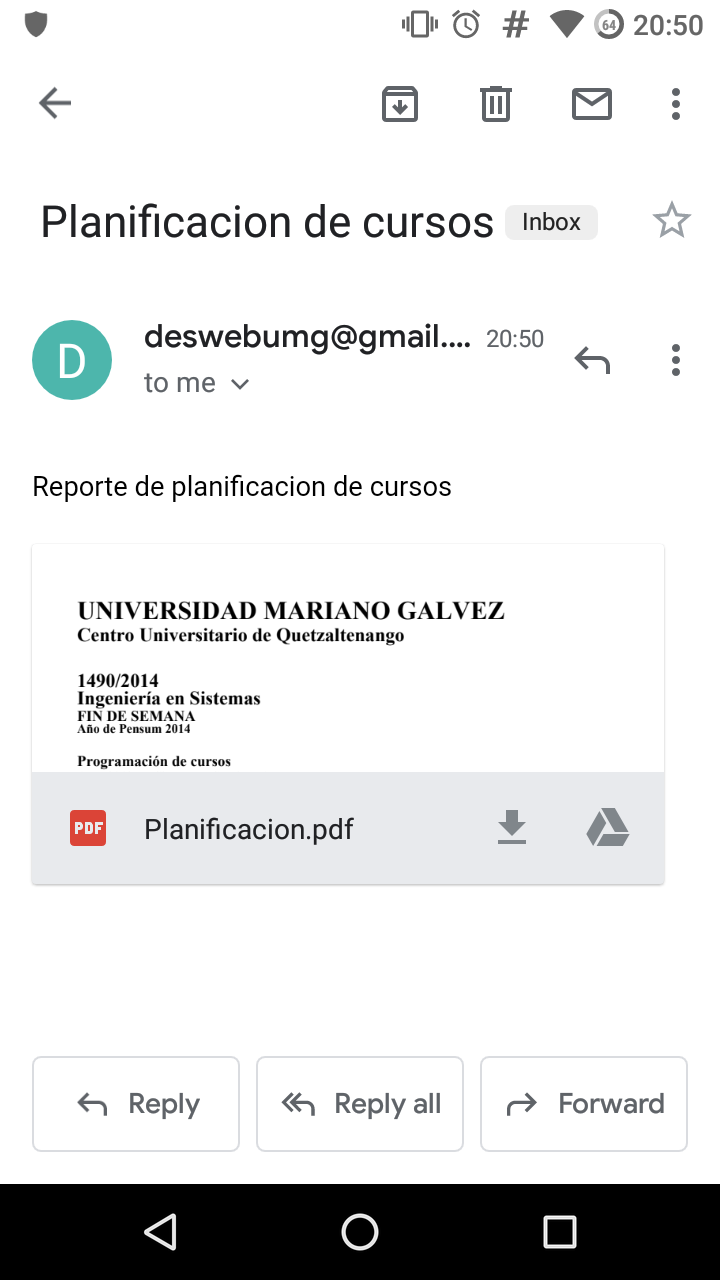 64 20:50
Planificacion de cursos Inbox
D
deswebumg@gmail.... 20:50
to me
Reporte de planificacion de cursos
UNIVERSIDAD MARIANO GALVEZ
Centro Universitario de Quetzaltenango
1490/2014
Ingeniería en Sistemas
FIN DE SEMANA
Año de Pensum 2014
Programación de cursos
PDF Planificacion.pdf
Reply Reply all Forward